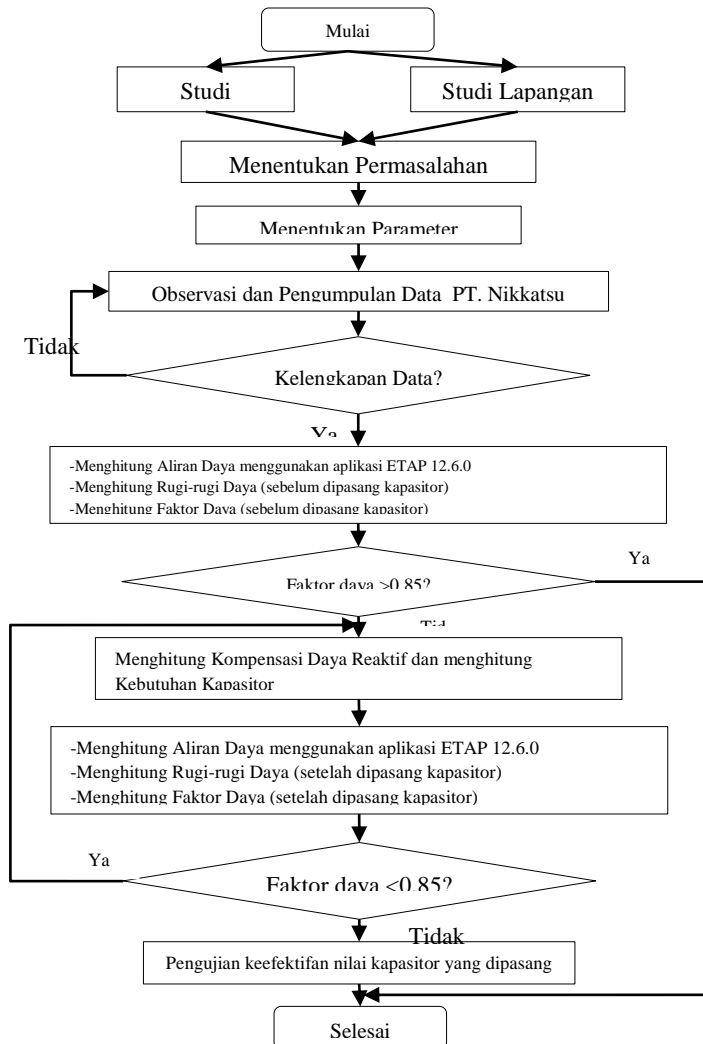 Mulai
Studi
Studi Lapangan
Menentukan Permasalahan
Menentukan Parameter
Observasi dan Pengumpulan Data PT. Nikkatsu
Tidak
Kelengkapan Data?
Ya
-Menghitung Aliran Daya menggunakan aplikasi ETAP 12.6.0
-Menghitung Rugi-rugi Daya (sebelum dipasang kapasitor)
-Menghitung Faktor Daya (sebelum dipasang kapasitor)
Ya
Faktor daya >0.85?
Tid
Menghitung Kompensasi Daya Reaktif dan menghitung
Kebutuhan Kapasitor
-Menghitung Aliran Daya menggunakan aplikasi ETAP 12.6.0
-Menghitung Rugi-rugi Daya (setelah dipasang kapasitor)
-Menghitung Faktor Daya (setelah dipasang kapasitor)
Ya
Faktor daya <0.85?
Tidak
Pengujian keefektifan nilai kapasitor yang dipasang
Selesai